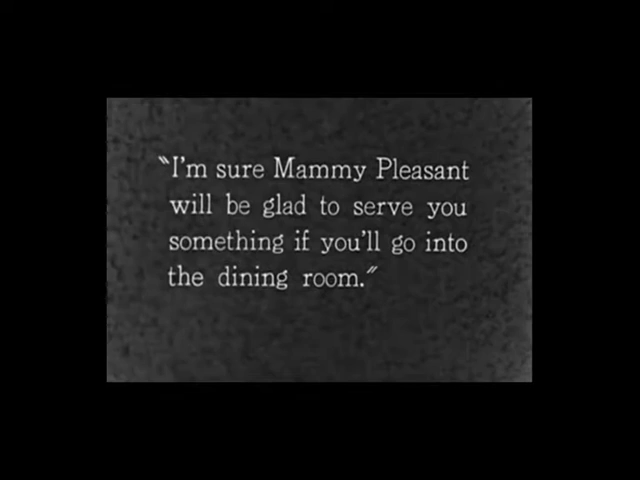 "I'm sure Mammy Pleasant
will be glad to serve you
something if you'll go into
the dining room."